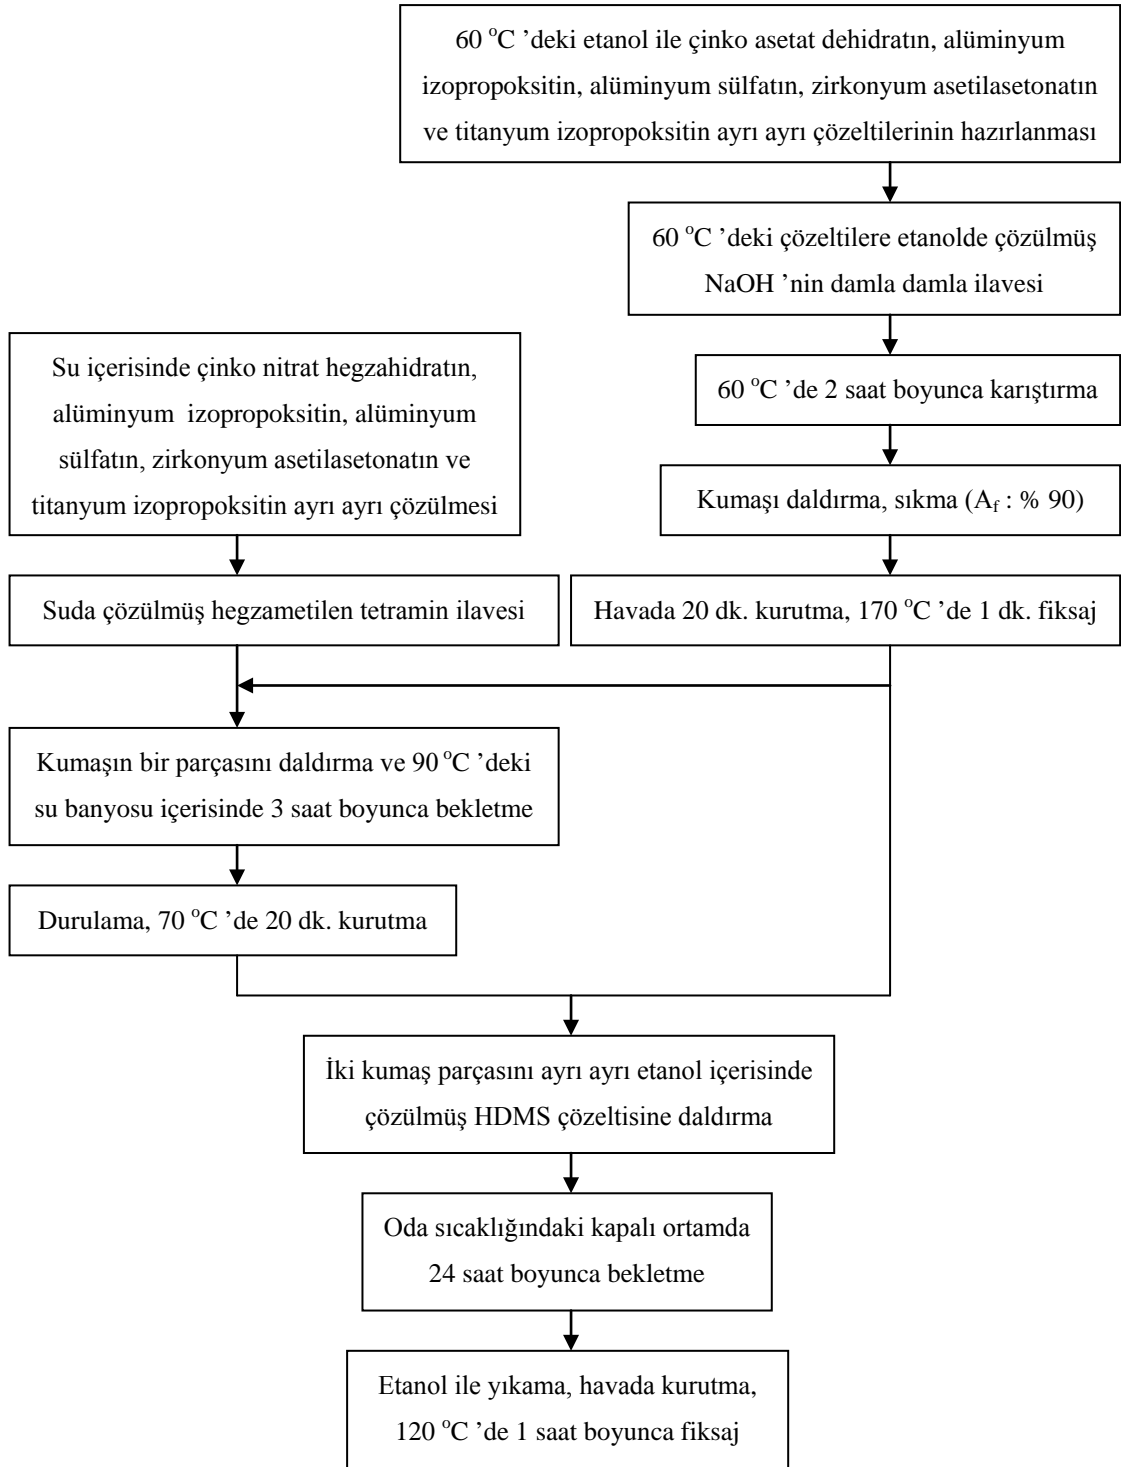 60 °C ’deki etanol ile çinko asetat dehidratın, alüminyum
izopropoksitin, alüminyum sülfatın, zirkonyum asetilasetonatın
ve titanyum izopropoksitin ayrı ayrı çözeltilerinin hazırlanması
60 °C ’deki çözeltilere etanolde çözülmüş
NaOH ’nin damla damla ilavesi
Su içerisinde çinko nitrat hegzahidratın,
alüminyum izopropoksitin, alüminyum
sülfatın, zirkonyum asetilasetonatın ve
titanyum izopropoksitin ayrı ayrı çözülmesi
60 °C ’de 2 saat boyunca karıştırma
Kumaşı daldırma, sıkma (Af : % 90)
Suda çözülmüş hegzametilen tetramin ilavesi
Havada 20 dk. kurutma, 170 °C ’de 1 dk. fiksaj
Kumaşın bir parçasını daldırma ve 90 °C ’deki
su banyosu içerisinde 3 saat boyunca bekletme
Durulama, 70 °C ’de 20 dk. kurutma
İki kumaş parçasını ayrı ayrı etanol içerisinde
çözülmüş HDMS çözeltisine daldırma
Oda sıcaklığındaki kapalı ortamda
24 saat boyunca bekletme
Etanol ile yıkama, havada kurutma,
120 °C ’de 1 saat boyunca fiksaj